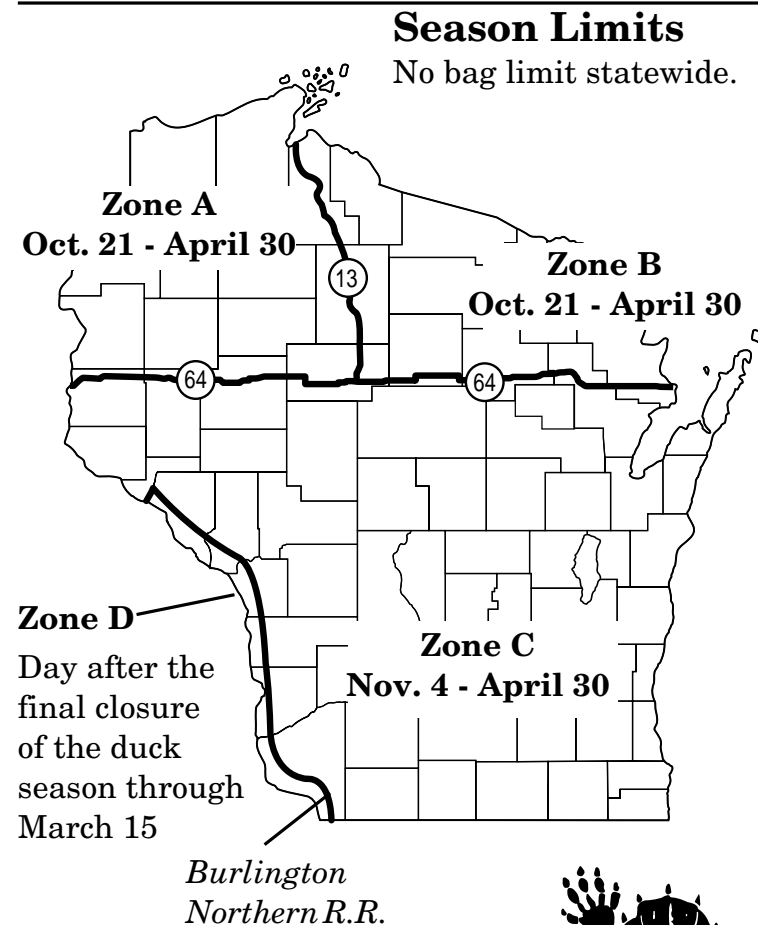 Season Limits
No bag limit statewide.
Zone A
Oct. 21 - April 30
13
Zone B
Oct. 21 - April 30
64
64
Zone D
Day after the
final closure
of the duck
season through
March 15
Zone C
Nov. 4 - April 30
Burlington
Northern R.R.